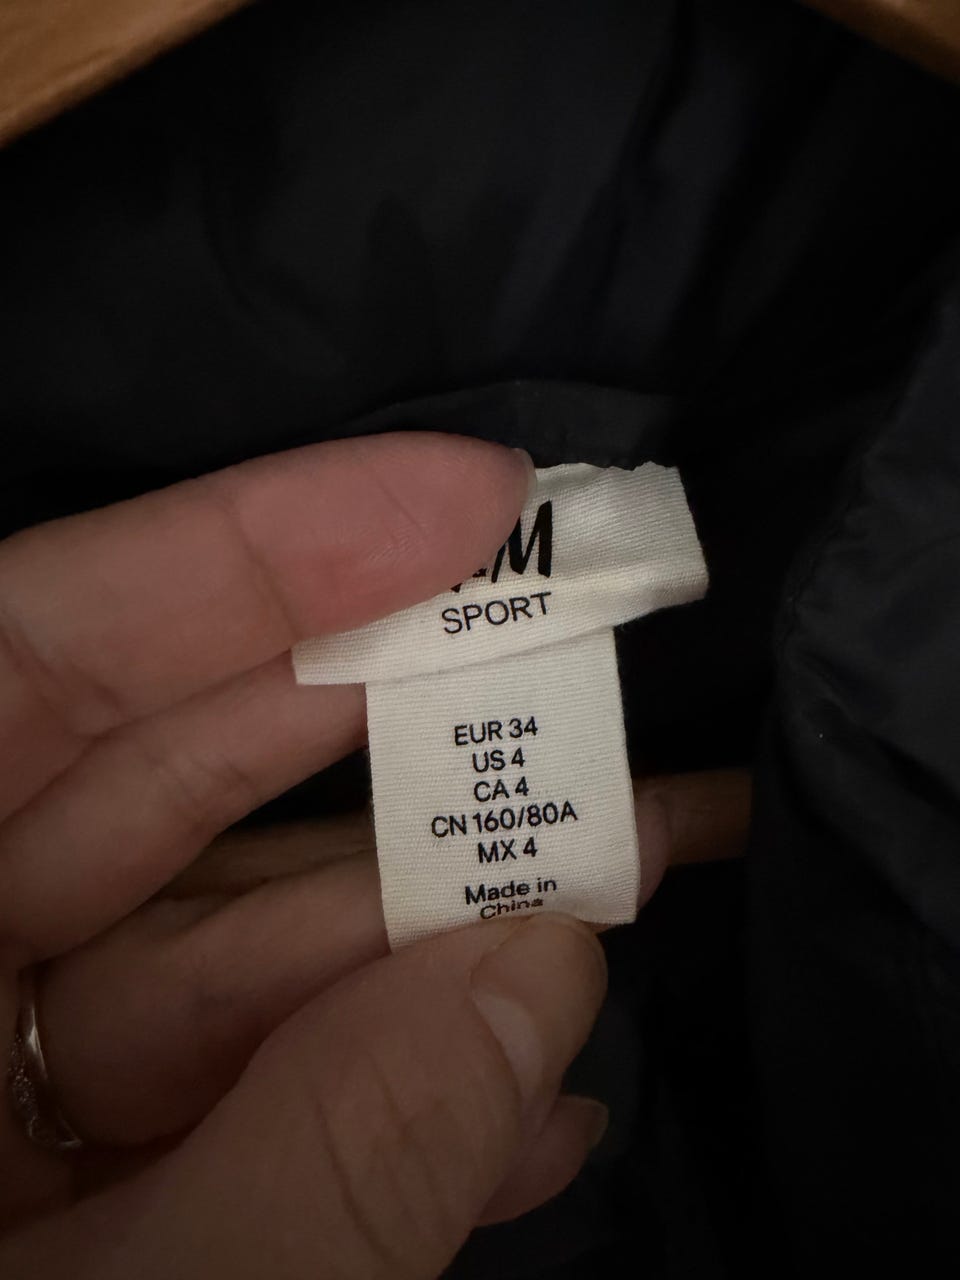 &M
SPORT
EUR 34
US 4
CA 4
CN 160/80A
MX 4
Made in
China